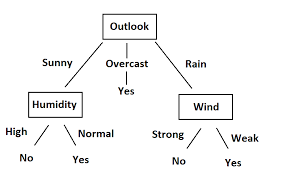 Outlook
Sunny Overcast Rain
Yes
Humidity Wind
High Normal Strong Weak
No Yes No Yes